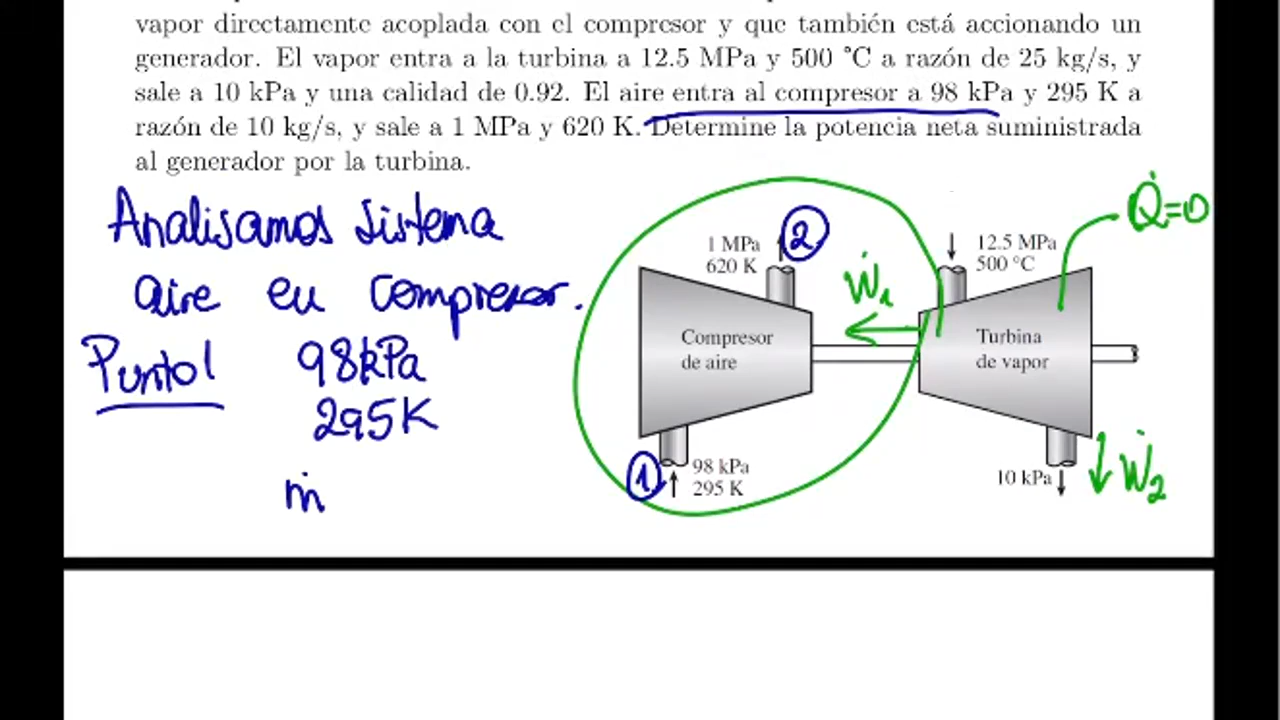 vapor directamente acoplada con el compresor y que también está accionando un
generador. El vapor entra a la turbina a 12.5 MPa y 500 °C a razón de 25 kg/s, y
sale a 10 kPa y una calidad de 0.92. El aire entra al compresor a 98 kPa y 295 K a
razón de 10 kg/s, y sale a 1 MPa y 620 K. Determine la potencia neta suministrada
al generador por la turbina.
Analisamos sistema
aire en compresor.
Punto1 98kPa
295K
ṁ
1 MPa
620 K
2
Ẇ1
12.5 MPa
500 °C
Q̇=0
Compresor
de aire
Turbina
de vapor
1
98 kPa
295 K
10 kPa
Ẇ2